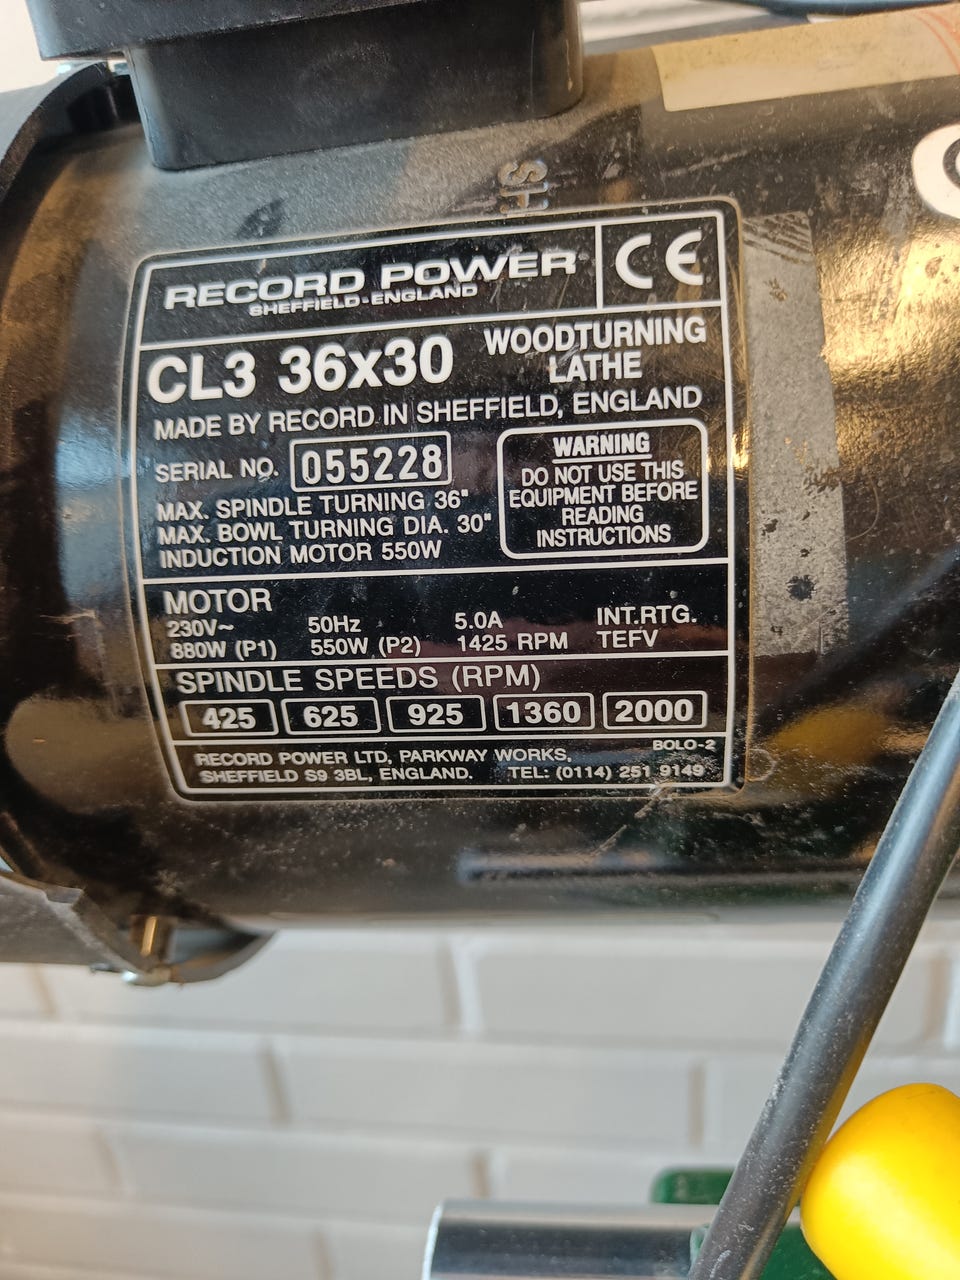 SH
RECORD POWER CE
SHEFFIELD·ENGLAND
CL3 36x30 WOODTURNING LATHE
MADE BY RECORD IN SHEFFIELD, ENGLAND
SERIAL NO. 055228
MAX. SPINDLE TURNING 36"
MAX. BOWL TURNING DIA. 30"
INDUCTION MOTOR 550W
WARNING
DO NOT USE THIS
EQUIPMENT BEFORE
READING
INSTRUCTIONS
MOTOR
230V~ 50Hz 5.0A INT.RTG.
880W (P1) 550W (P2) 1425 RPM TEFV
SPINDLE SPEEDS (RPM)
425 625 925 1360 2000
RECORD POWER LTD, PARKWAY WORKS, BOLO-2
SHEFFIELD S9 3BL, ENGLAND. TEL: (0114) 251 9149